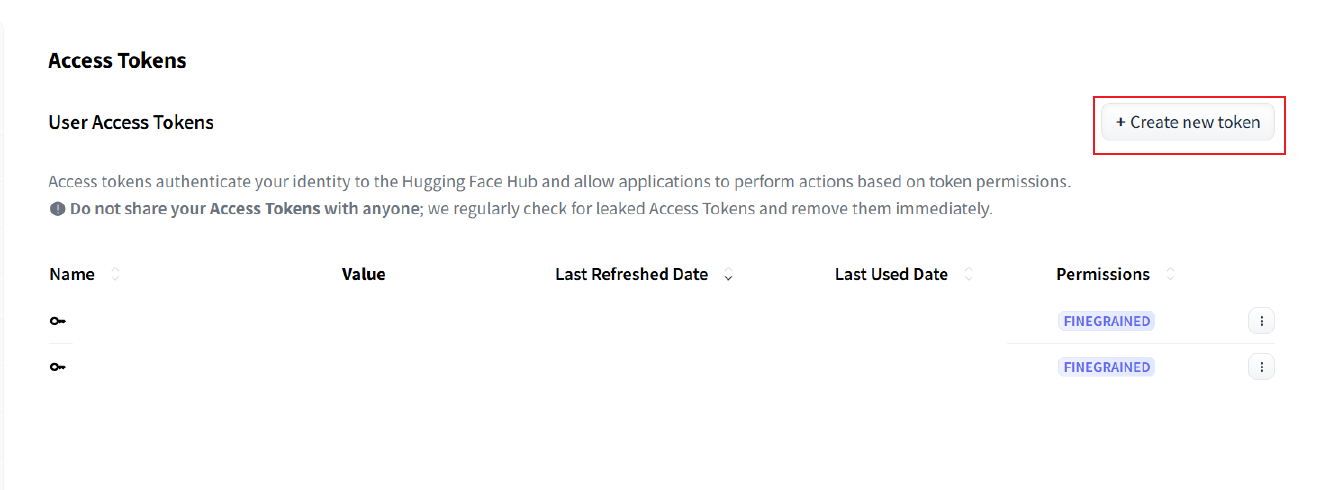 Access Tokens
User Access Tokens
+ Create new token
Access tokens authenticate your identity to the Hugging Face Hub and allow applications to perform actions based on token permissions.
Do not share your Access Tokens with anyone; we regularly check for leaked Access Tokens and remove them immediately.
Name Value Last Refreshed Date Last Used Date Permissions
FINEGRAINED
FINEGRAINED